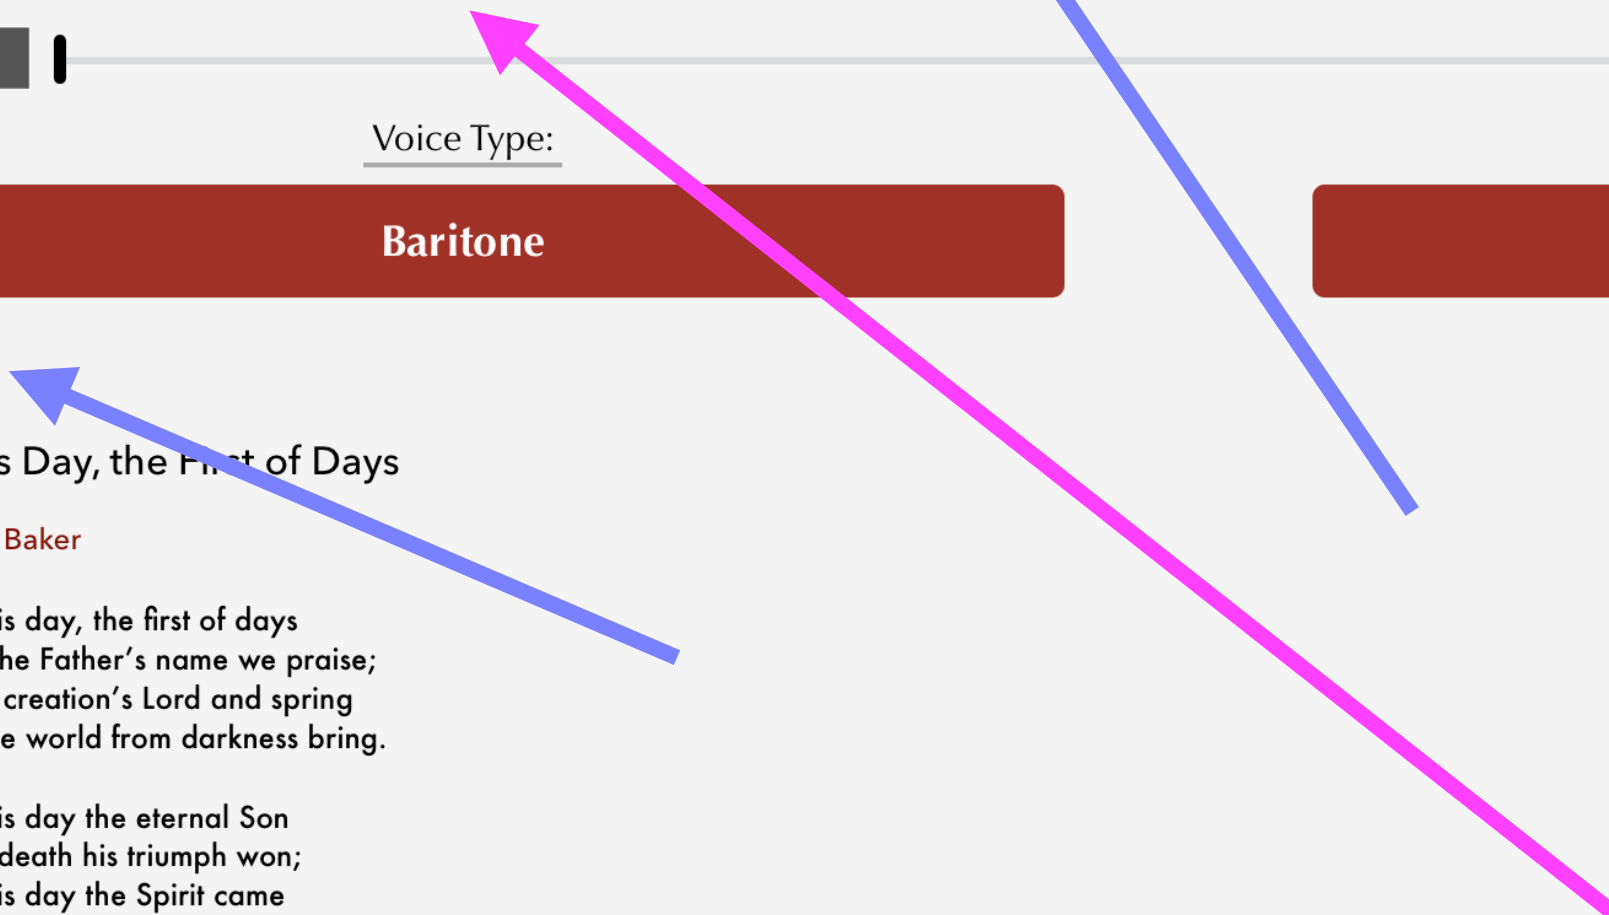 Voice Type:
Baritone
s Day, the First of Days
Baker
is day, the first of days
he Father’s name we praise;
creation’s Lord and spring
e world from darkness bring.
is day the eternal Son
death his triumph won;
is day the Spirit came